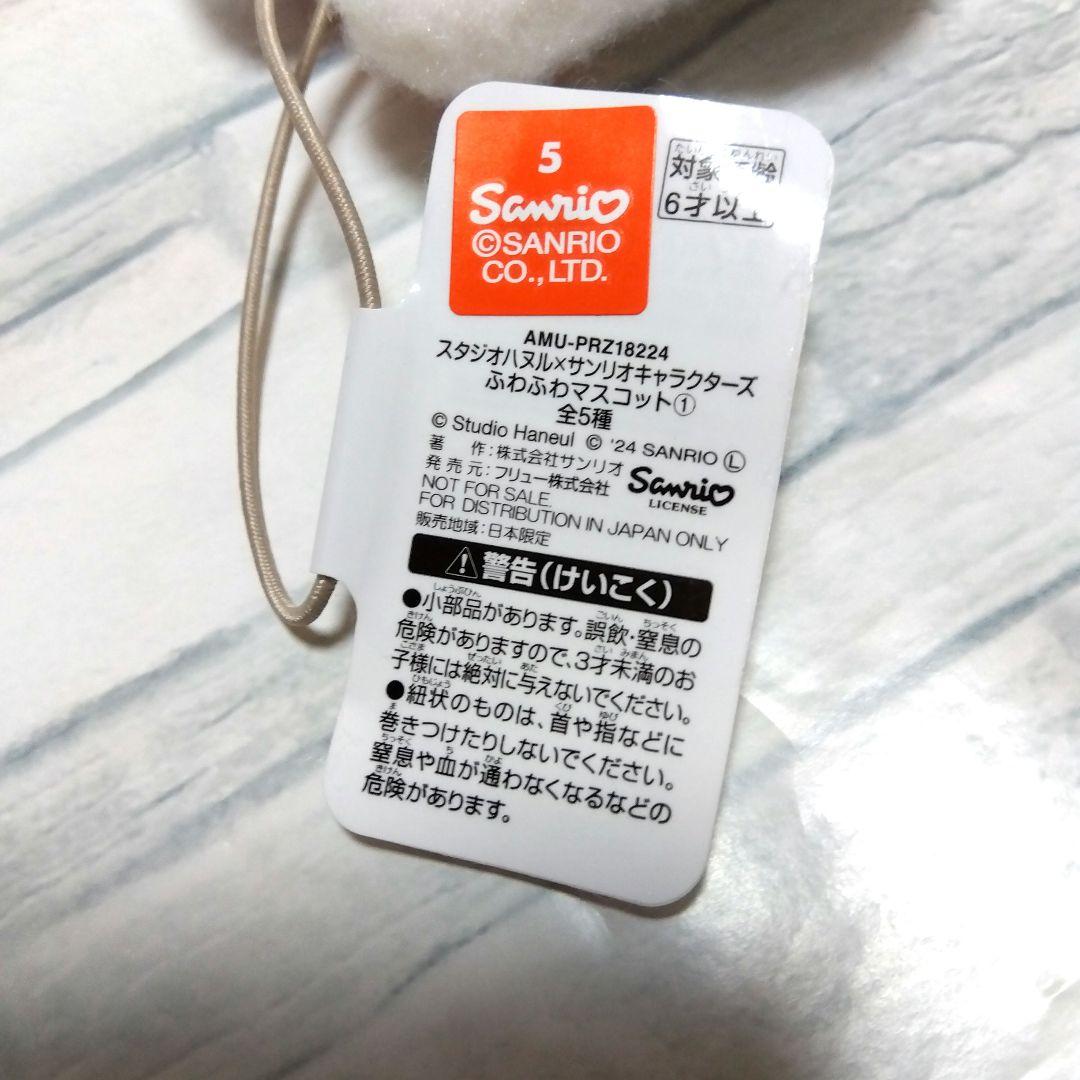 5
Sanrio
©SANRIO
CO.,LTD.
対象年齢
6才以上
AMU-PRZ18224
スタジオハヌル×サンリオキャラクターズ
ふわふわマスコット①
全5種
© Studio Haneul © '24 SANRIO Ⓛ
著 作:株式会社サンリオ
発 売 元:フリュー株式会社
Sanrio
LICENSE
NOT FOR SALE.
FOR DISTRIBUTION IN JAPAN ONLY
販売地域:日本限定
警告(けいこく)
●小部品があります。誤飲・窒息の
危険がありますので、3才未満のお
子様には絶対に与えないでください。
●紐状のものは、首や指などに
巻きつけたりしないでください。
窒息や血が通わなくなるなどの
危険があります。